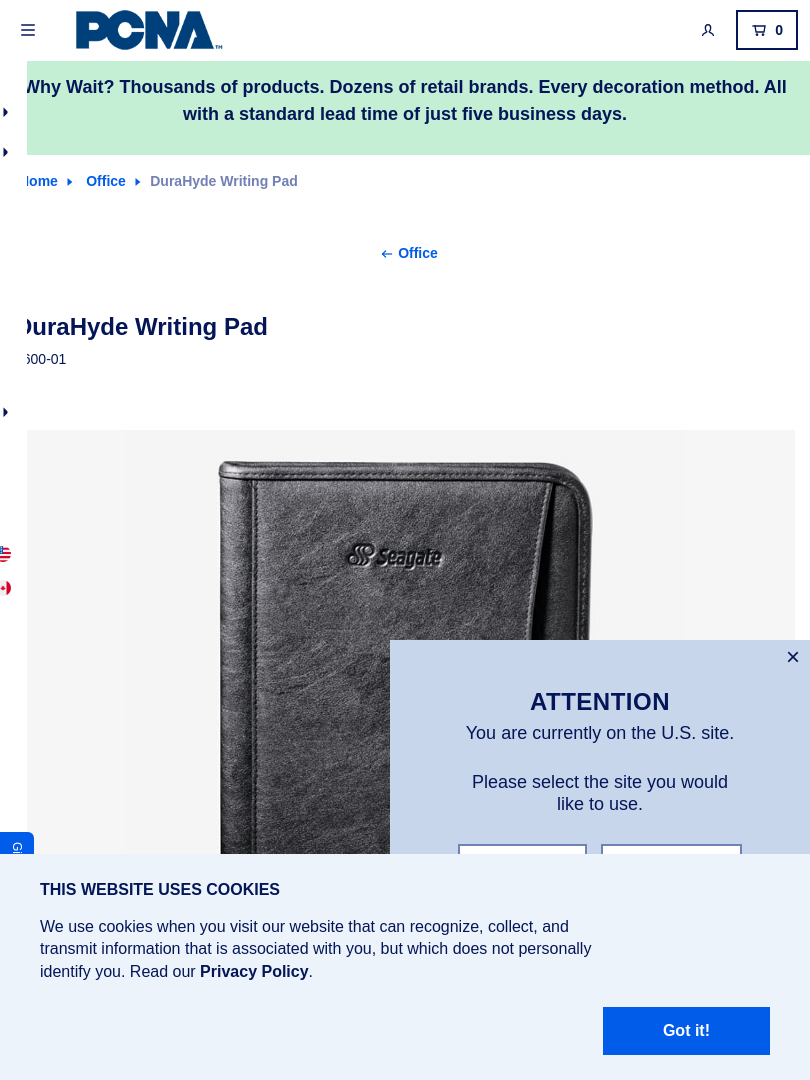 PCNA
0
Why Wait? Thousands of products. Dozens of retail brands. Every decoration method. All
with a standard lead time of just five business days.
Home Office DuraHyde Writing Pad
Office
DuraHyde Writing Pad
600-01
Seagate
ATTENTION
You are currently on the U.S. site.
Please select the site you would
like to use.
THIS WEBSITE USES COOKIES
We use cookies when you visit our website that can recognize, collect, and
transmit information that is associated with you, but which does not personally
identify you. Read our Privacy Policy.
Got it!